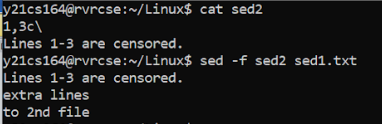 y21cs164@rvrcse:~/Linux$ cat sed2
1,3c\
Lines 1-3 are censored.
y21cs164@rvrcse:~/Linux$ sed -f sed2 sed1.txt
Lines 1-3 are censored.
extra lines
to 2nd file